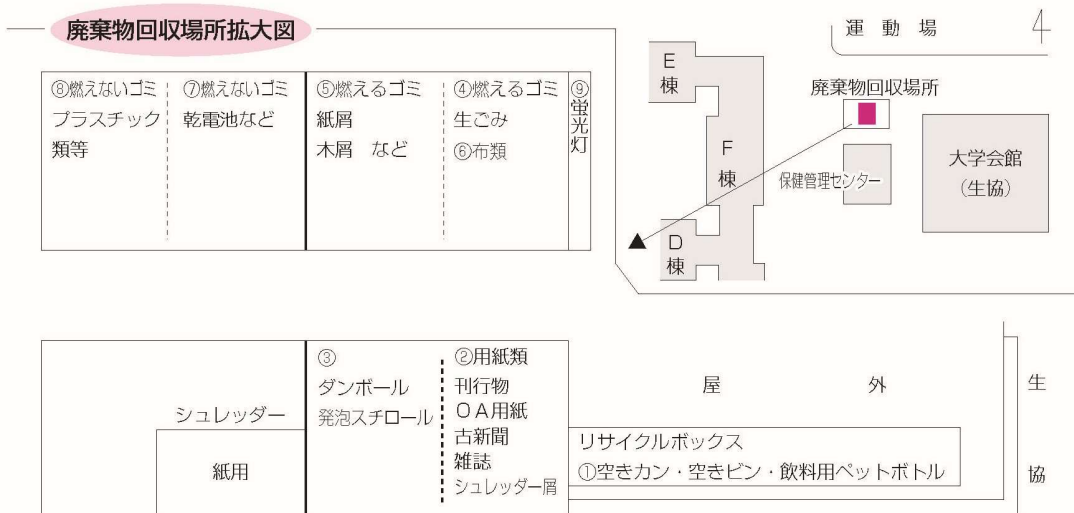 廃棄物回収場所拡大図
⑧燃えないゴミ
プラスチック
類等
⑦燃えないゴミ
乾電池など
⑤燃えるゴミ
紙屑
木屑 など
④燃えるゴミ
生ごみ
⑥布類
⑨蛍光灯
運動場
4
E
棟
F
棟
D
棟
廃棄物回収場所
保健管理センター
大学会館
（生協）
シュレッダー
紙用
③
ダンボール
発泡スチロール
②用紙類
刊行物
OA用紙
古新聞
雑誌
シュレッダー屑
屋外
リサイクルボックス
①空きカン・空きビン・飲料用ペットボトル
生協